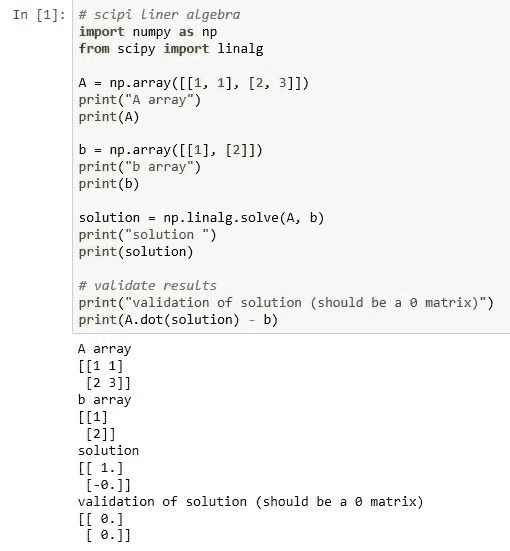 In [1]: # scipi liner algebra
import numpy as np
from scipy import linalg
A = np.array([[1, 1], [2, 3]])
print("A array")
print(A)
b = np.array([[1], [2]])
print("b array")
print(b)
solution = np.linalg.solve(A, b)
print("solution ")
print(solution)
# validate results
print("validation of solution (should be a 0 matrix)")
print(A.dot(solution) - b)
A array
[[1 1]
[2 3]]
b array
[[1]
[2]]
solution
[[ 1.]
[-0.]]
validation of solution (should be a 0 matrix)
[[ 0.]
[ 0.]]